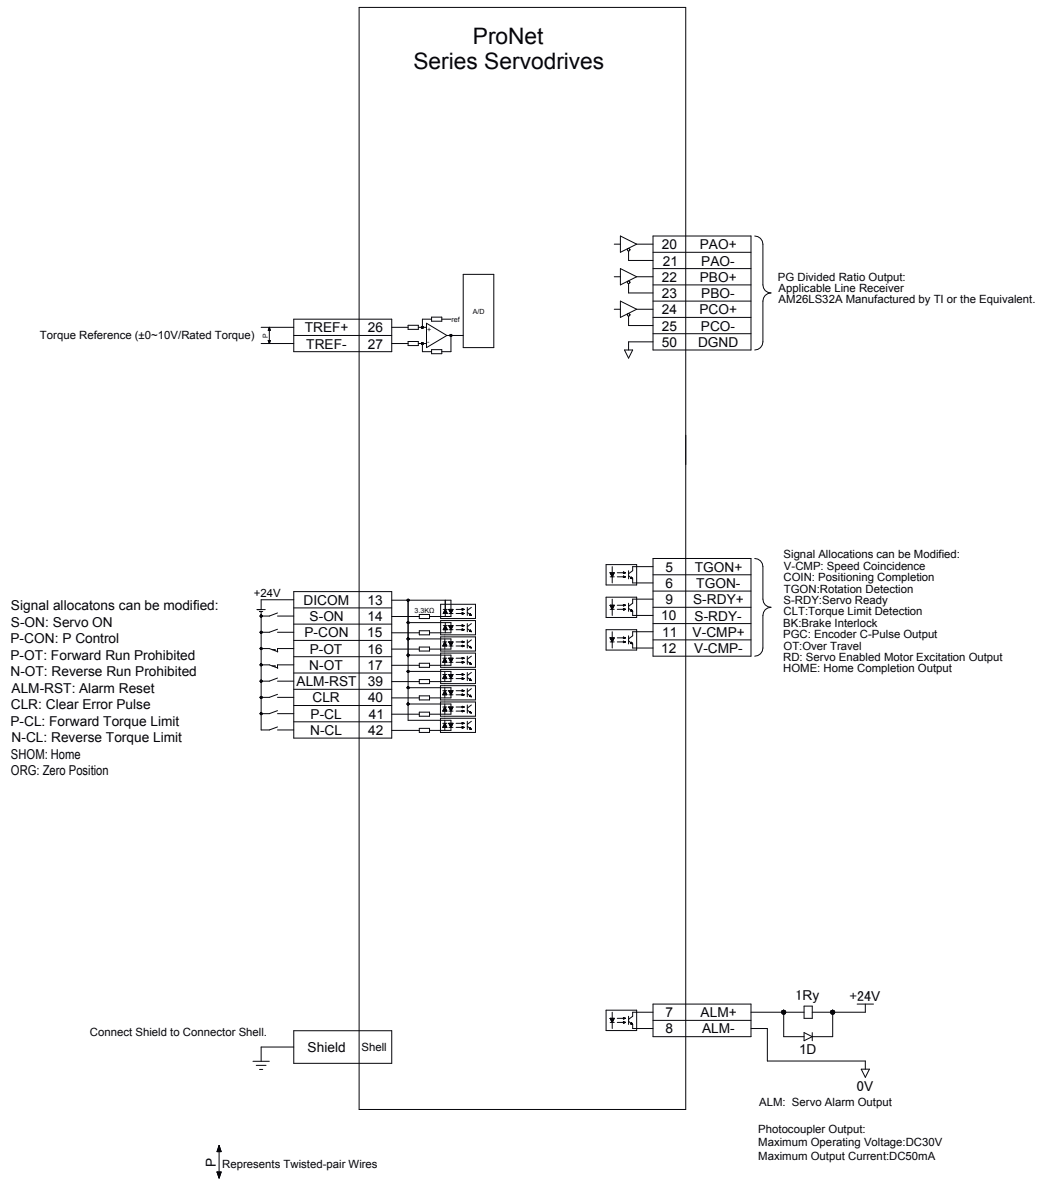 ProNet
Series Servodrives
20 PAO+
21 PAO-
22 PBO+
23 PBO-
24 PCO+
25 PCO-
50 DGND
PG Divided Ratio Output:
Applicable Line Receiver
AM26LS32A Manufactured by TI or the Equivalent.
Torque Reference (±0~10V/Rated Torque)
P
TREF+ 26
TREF- 27
ref
A/D
Signal allocatons can be modified:
S-ON: Servo ON
P-CON: P Control
P-OT: Forward Run Prohibited
N-OT: Reverse Run Prohibited
ALM-RST: Alarm Reset
CLR: Clear Error Pulse
P-CL: Forward Torque Limit
N-CL: Reverse Torque Limit
SHOM: Home
ORG: Zero Position
+24V
DICOM 13
S-ON 14
P-CON 15
P-OT 16
N-OT 17
ALM-RST 39
CLR 40
P-CL 41
N-CL 42
3.3KΩ
5 TGON+
6 TGON-
9 S-RDY+
10 S-RDY-
11 V-CMP+
12 V-CMP-
Signal Allocations can be Modified:
V-CMP: Speed Coincidence
COIN: Positioning Completion
TGON:Rotation Detection
S-RDY:Servo Ready
CLT:Torque Limit Detection
BK:Brake Interlock
PGC: Encoder C-Pulse Output
OT:Over Travel
RD: Servo Enabled Motor Excitation Output
HOME: Home Completion Output
Connect Shield to Connector Shell.
Shield Shell
7 ALM+
8 ALM-
1Ry
+24V
1D
0V
ALM: Servo Alarm Output
Photocoupler Output:
Maximum Operating Voltage:DC30V
Maximum Output Current:DC50mA
P Represents Twisted-pair Wires